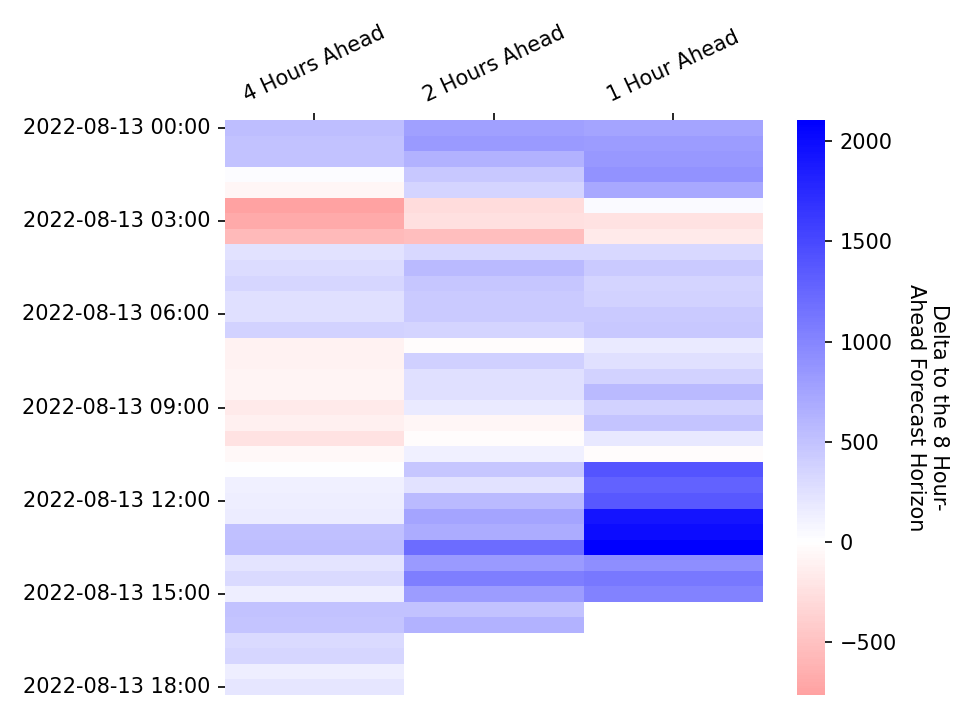 4 Hours Ahead
2 Hours Ahead
1 Hour Ahead
2022-08-13 00:00
2022-08-13 03:00
2022-08-13 06:00
2022-08-13 09:00
2022-08-13 12:00
2022-08-13 15:00
2022-08-13 18:00
2000
1500
1000
500
0
−500
Delta to the 8 Hour-
Ahead Forecast Horizon